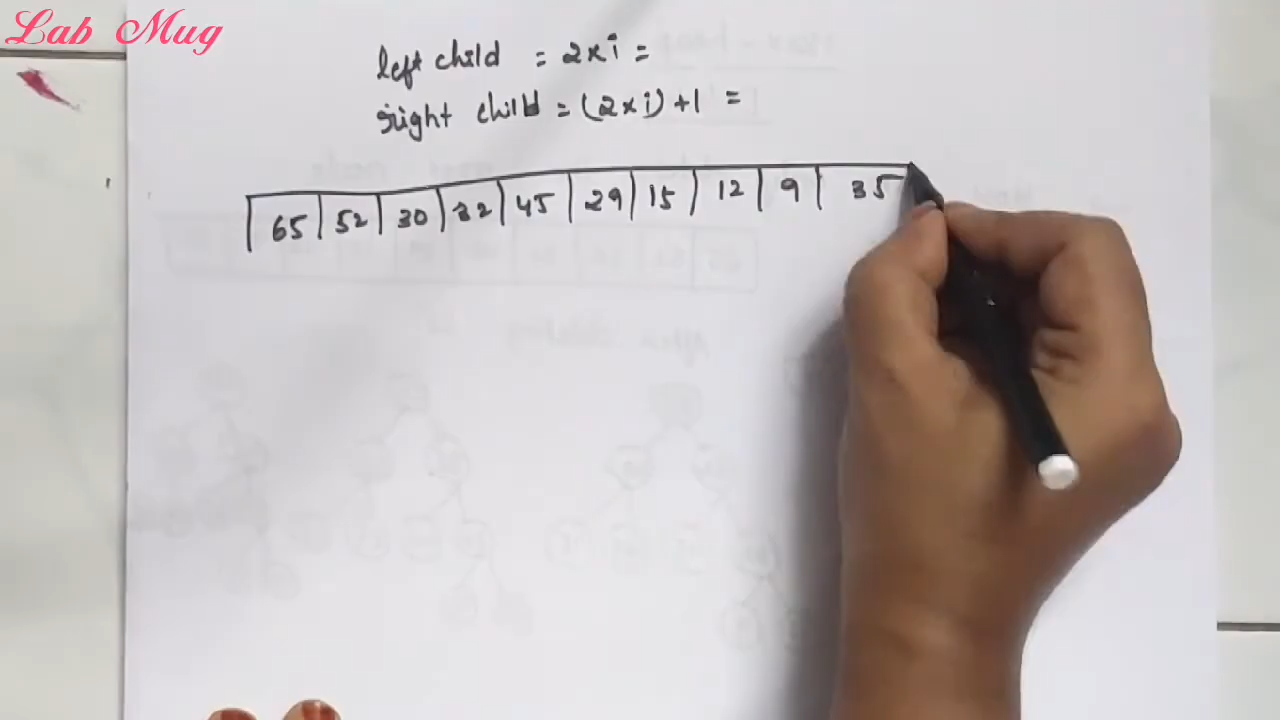 Lab Mug
left child = 2 x i =
right child = (2 x i) + 1 =
65 | 52 | 30 | 32 | 45 | 29 | 15 | 12 | 9 | 35